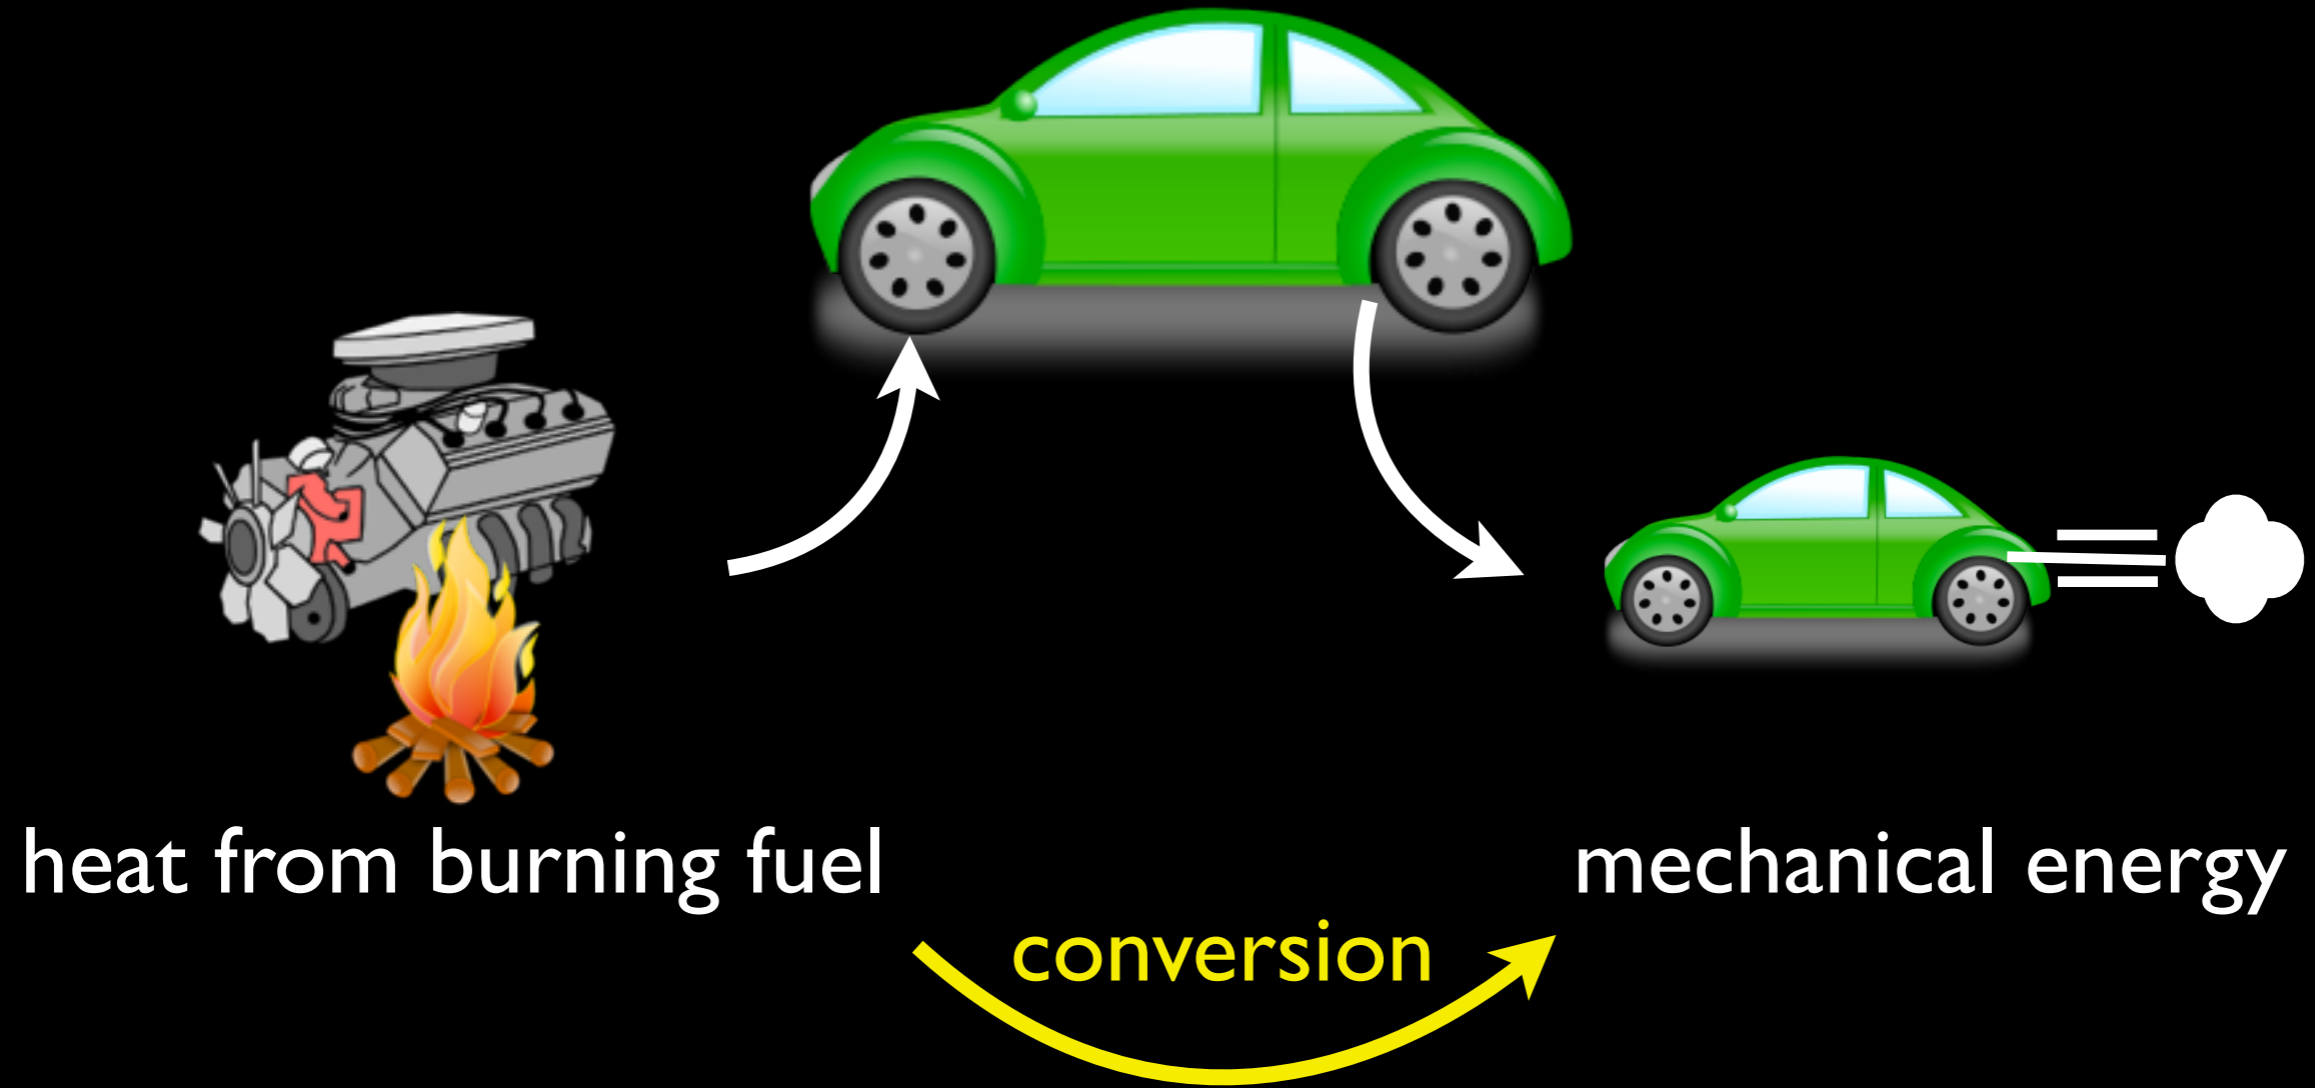 heat from burning fuel
mechanical energy
conversion